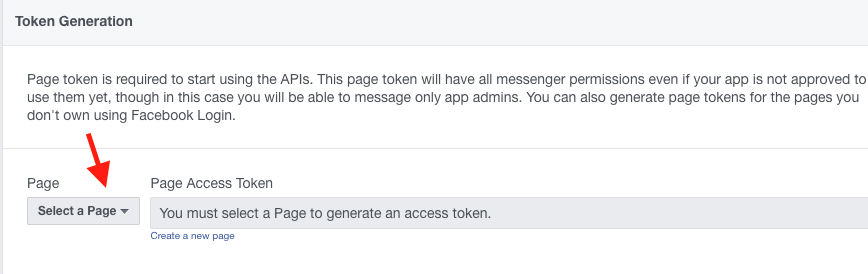 Token Generation
Page token is required to start using the APIs. This page token will have all messenger permissions even if your app is not approved to
use them yet, though in this case you will be able to message only app admins. You can also generate page tokens for the pages you
don't own using Facebook Login.
Page
Page Access Token
Select a Page
You must select a Page to generate an access token.
Create a new page